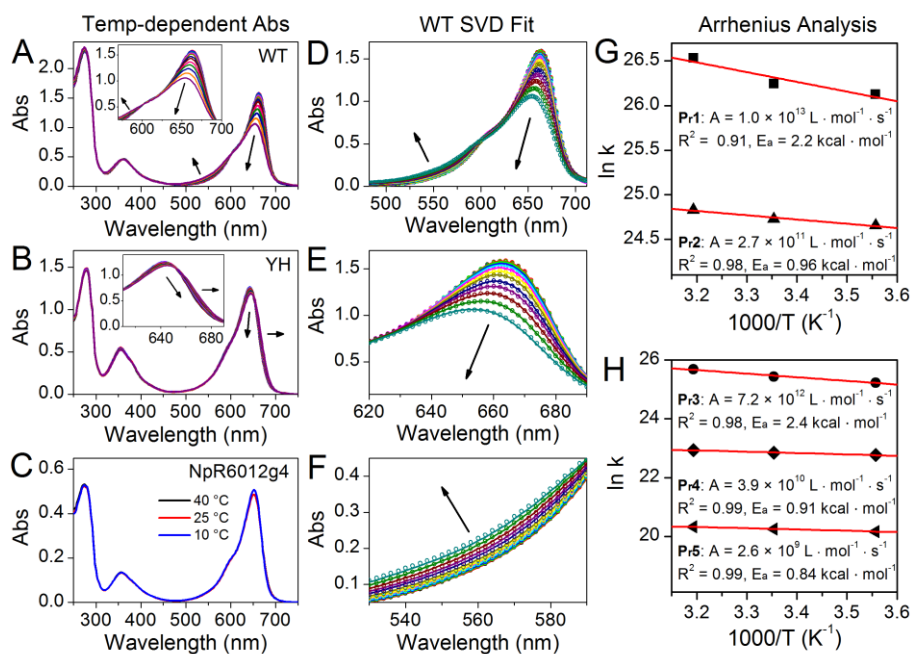 Temp-dependent Abs
WT SVD Fit
Arrhenius Analysis
A
WT
Abs
2.0
1.5
1.0
0.5
0.0
1.5
1.0
0.5
600
650
700
300
400
500
600
700
Wavelength (nm)
B
YH
Abs
1.5
1.0
0.5
0.0
1.0
0.5
0.0
640
680
300
400
500
600
700
Wavelength (nm)
C
NpR6012g4
40 °C
25 °C
10 °C
Abs
0.6
0.4
0.2
0.0
300
400
500
600
700
Wavelength (nm)
D
Abs
1.5
1.0
0.5
0.0
500
550
600
650
700
Wavelength (nm)
E
Abs
1.5
1.0
0.5
620
640
660
680
Wavelength (nm)
F
Abs
0.4
0.3
0.2
0.1
540
560
580
Wavelength (nm)
G
ln k
26.5
26.0
25.5
25.0
24.5
Pr1: A = 1.0 × 10¹³ L · mol⁻¹ · s⁻¹
R² = 0.91, Eₐ = 2.2 kcal · mol⁻¹
Pr2: A = 2.7 × 10¹¹ L · mol⁻¹ · s⁻¹
R² = 0.98, Eₐ = 0.96 kcal · mol⁻¹
3.2
3.3
3.4
3.5
3.6
1000/T (K⁻¹)
H
ln k
26
24
22
20
Pr3: A = 7.2 × 10¹² L · mol⁻¹ · s⁻¹
R² = 0.98, Eₐ = 2.4 kcal · mol⁻¹
Pr4: A = 3.9 × 10¹⁰ L · mol⁻¹ · s⁻¹
R² = 0.99, Eₐ = 0.91 kcal · mol⁻¹
Pr5: A = 2.6 × 10⁹ L · mol⁻¹ · s⁻¹
R² = 0.99, Eₐ = 0.84 kcal · mol⁻¹
3.2
3.3
3.4
3.5
3.6
1000/T (K⁻¹)